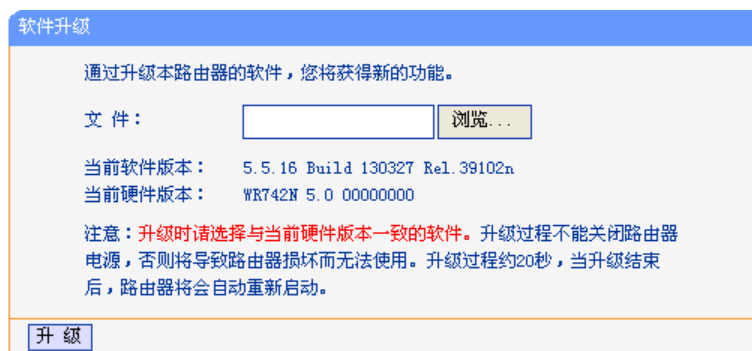 软件升级
通过升级本路由器的软件，您将获得新的功能。
文 件： 浏览...
当前软件版本： 5.5.16 Build 130327 Rel.39102n
当前硬件版本： WR742N 5.0 00000000
注意：升级时请选择与当前硬件版本一致的软件。升级过程不能关闭路由器
电源，否则将导致路由器损坏而无法使用。升级过程约20秒，当升级结束
后，路由器将会自动重新启动。
升 级